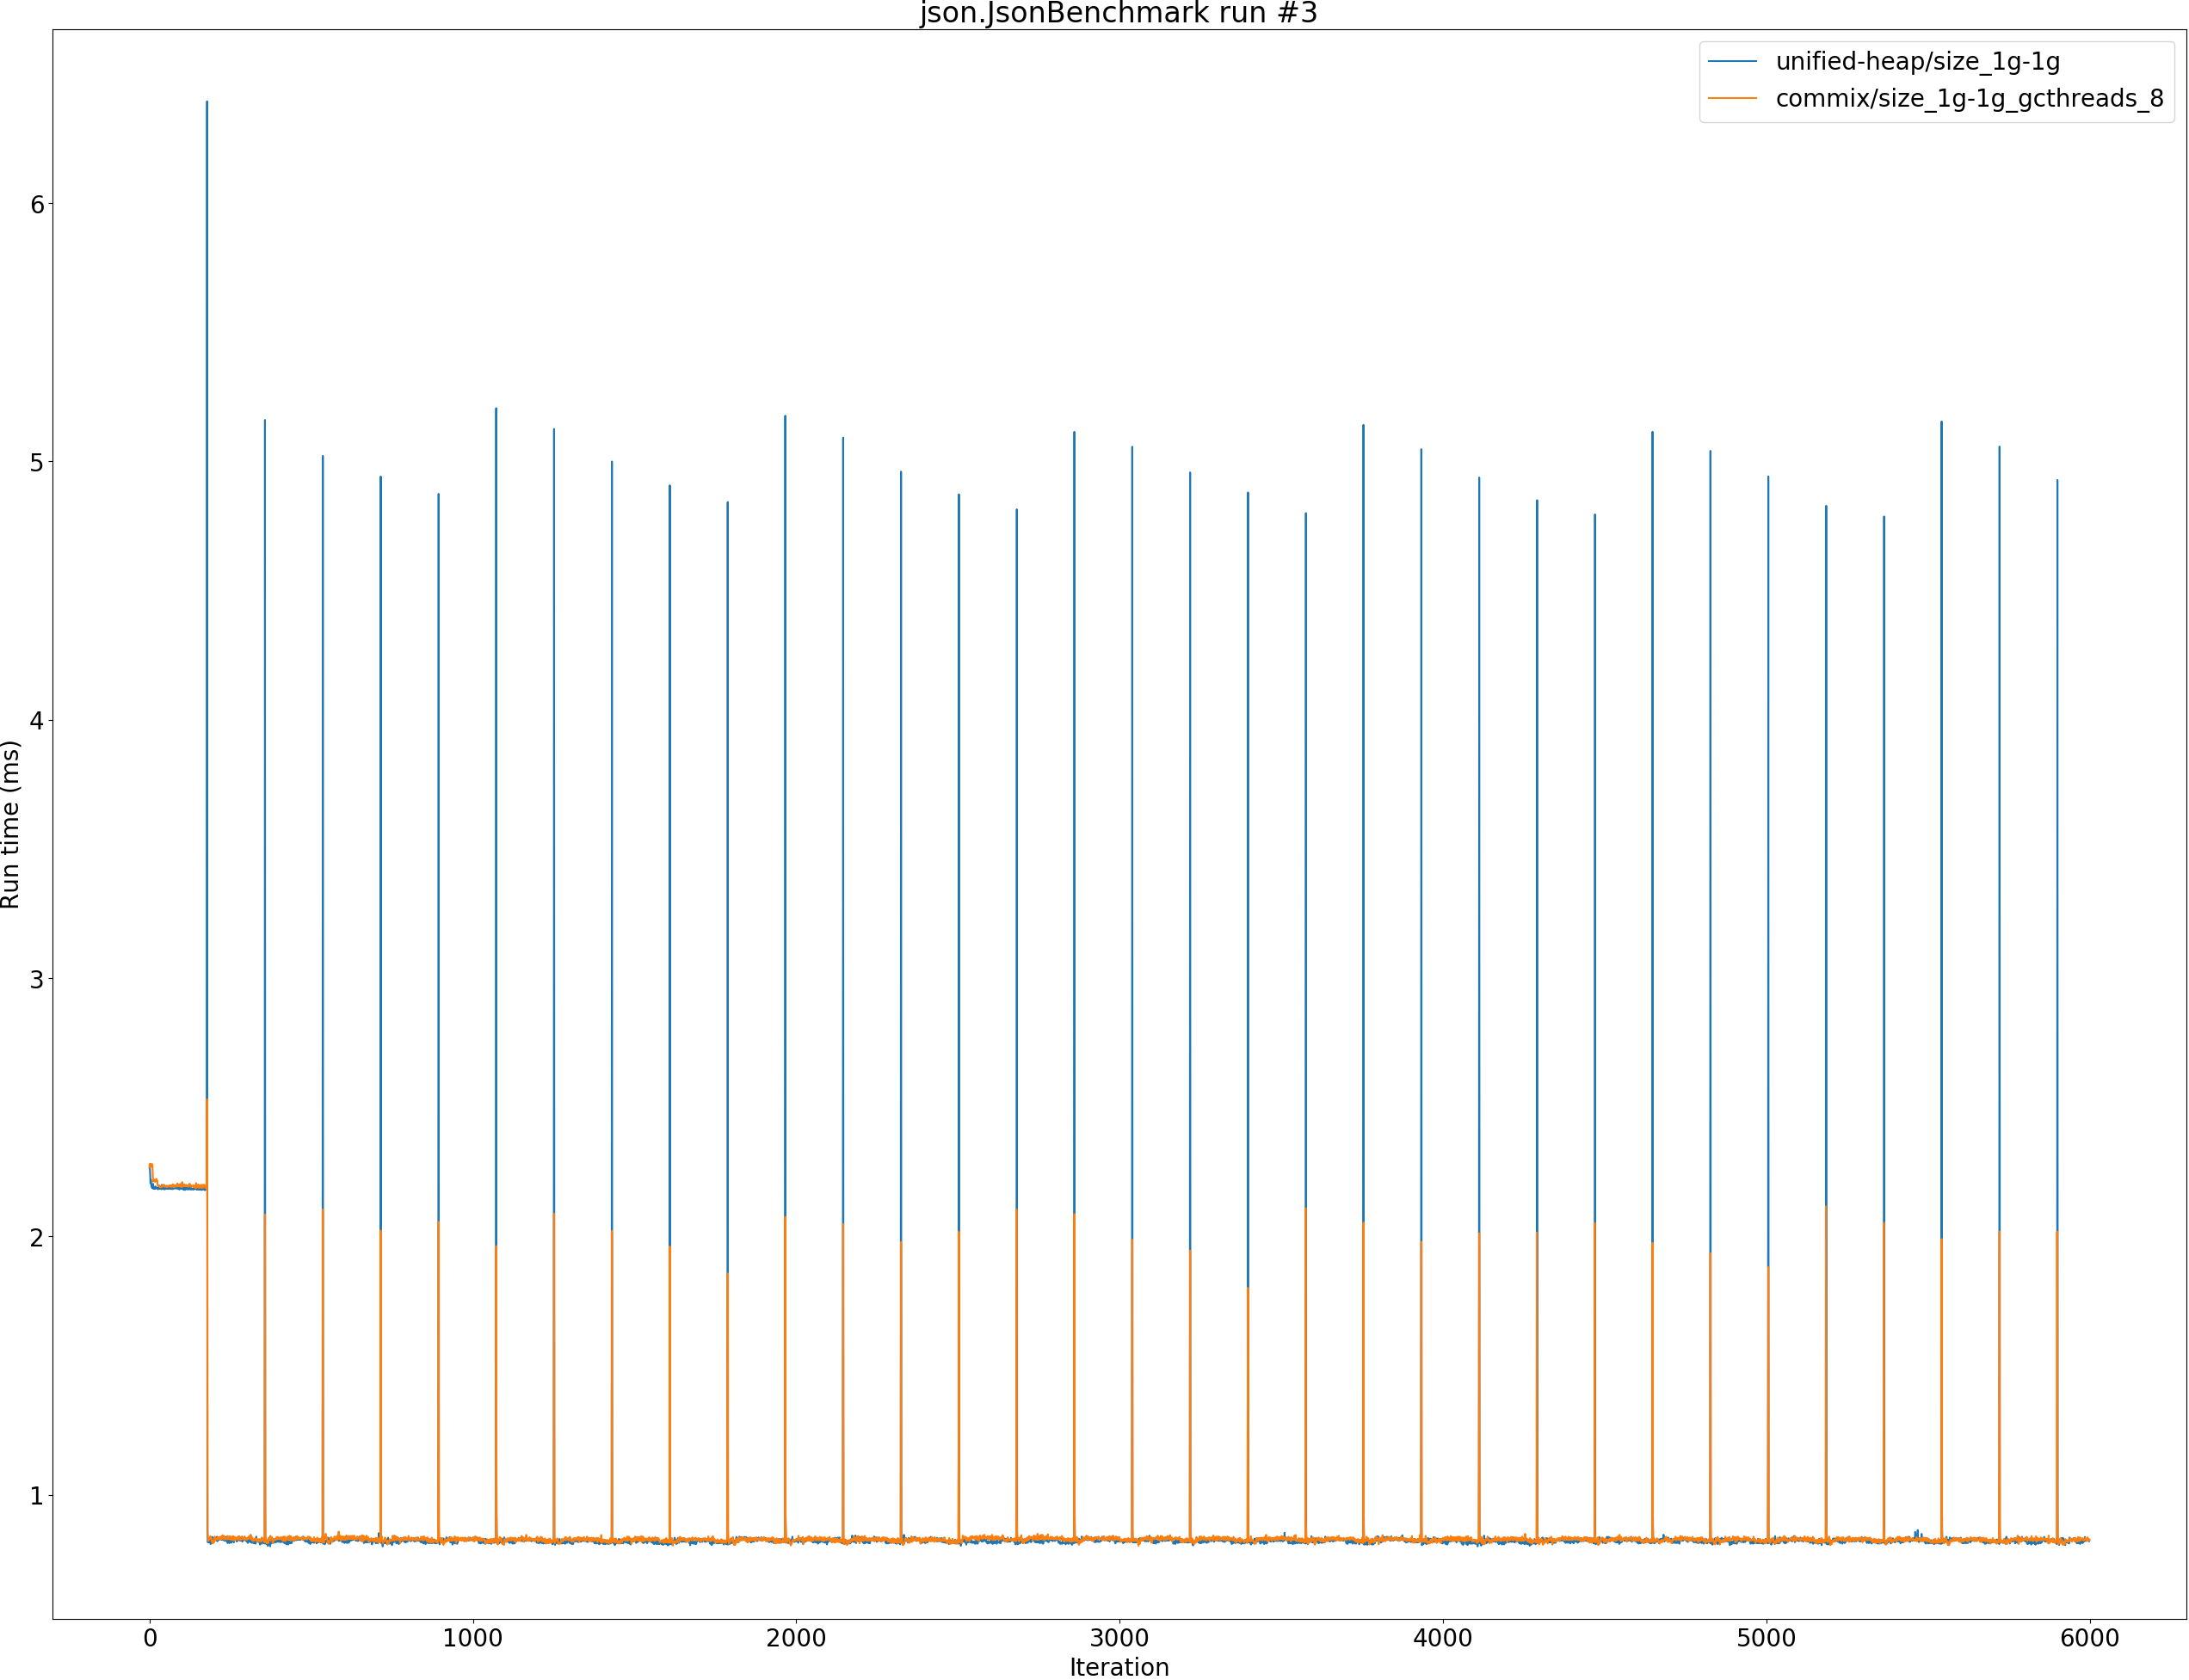 json.JsonBenchmark run #3
unified-heap/size_1g-1g
commix/size_1g-1g_gcthreads_8
6
5
4
3
2
1
Run time (ms)
0 1000 2000 3000 4000 5000 6000
Iteration